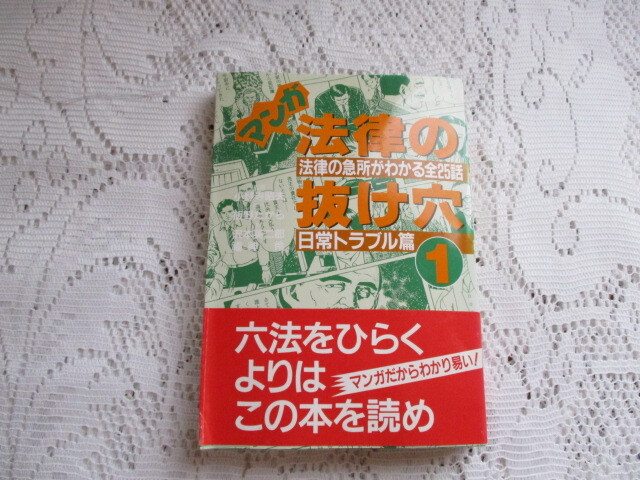 マンガ
法律の
法律の急所がわかる全25話
抜け穴
日常トラブル篇
1
六法をひらく
よりは
マンガだからわかり易い!
この本を読め